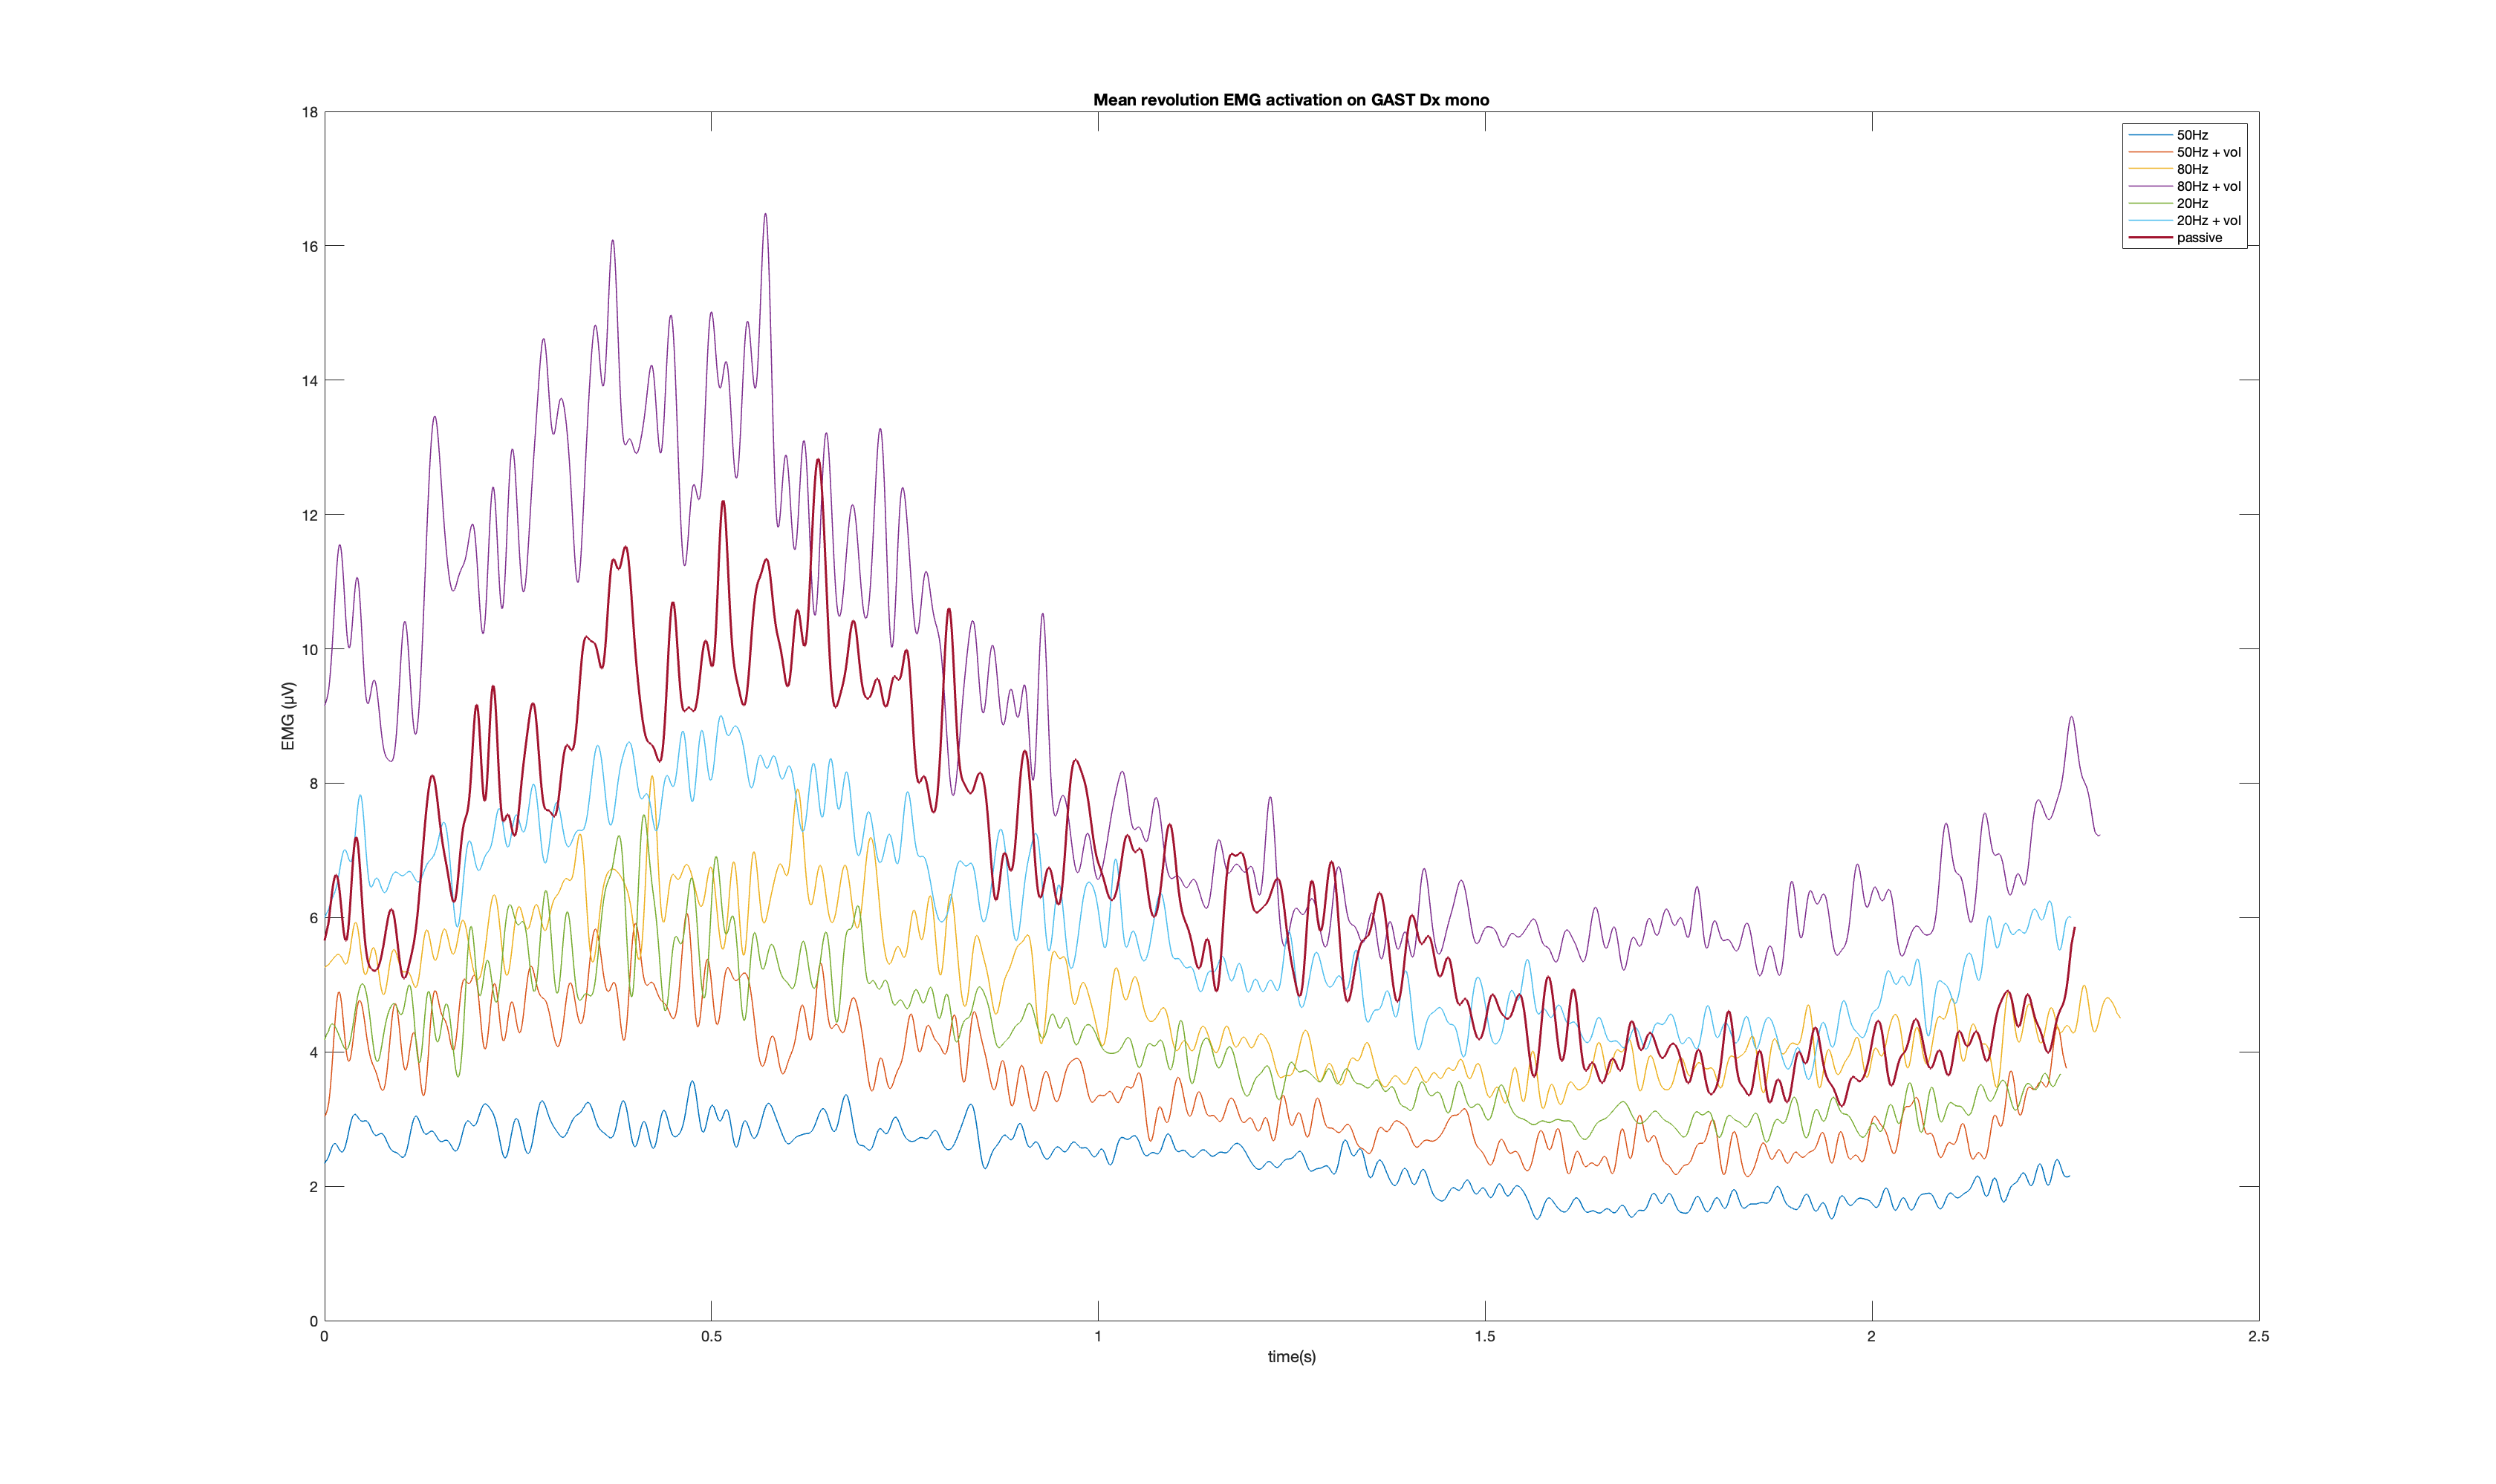 Mean revolution EMG activation on GAST Dx mono
18
16
14
12
10
8
6
4
2
0
EMG (µV)
50Hz
50Hz + vol
80Hz
80Hz + vol
20Hz
20Hz + vol
passive
0
0.5
1
1.5
2
2.5
time(s)